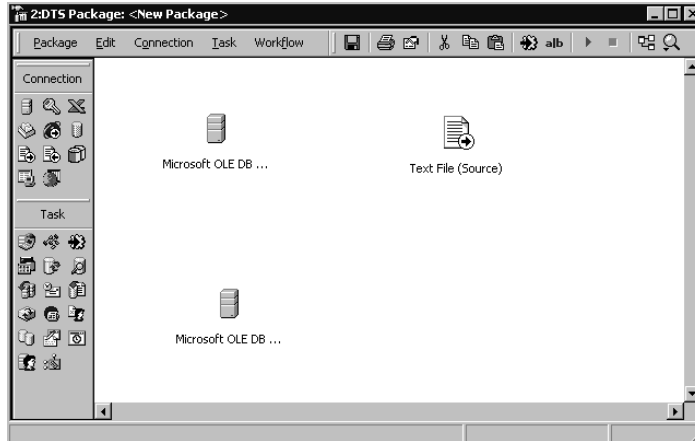 2:DTS Package: <New Package>
Package Edit Connection Task Workflow alb
Connection
Microsoft OLE DB ...
Text File (Source)
Task
Microsoft OLE DB ...